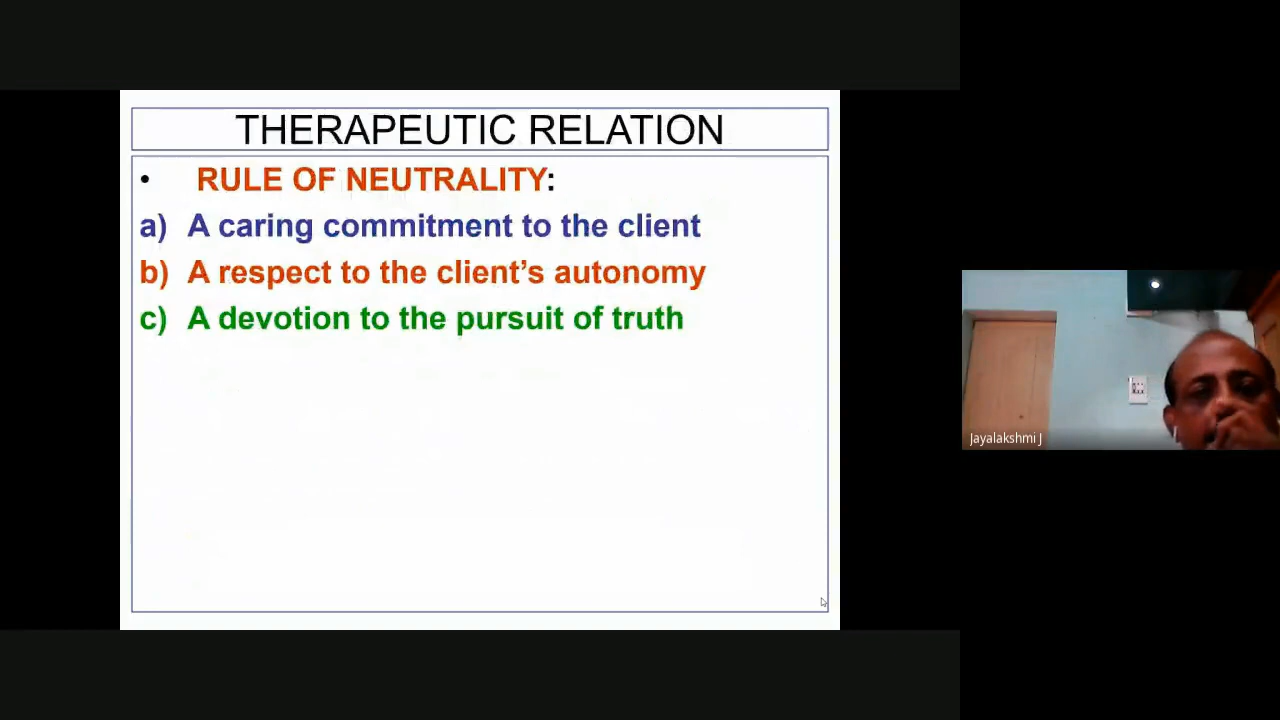 THERAPEUTIC RELATION
• RULE OF NEUTRALITY:
a) A caring commitment to the client
b) A respect to the client’s autonomy
c) A devotion to the pursuit of truth
Jayalakshmi J